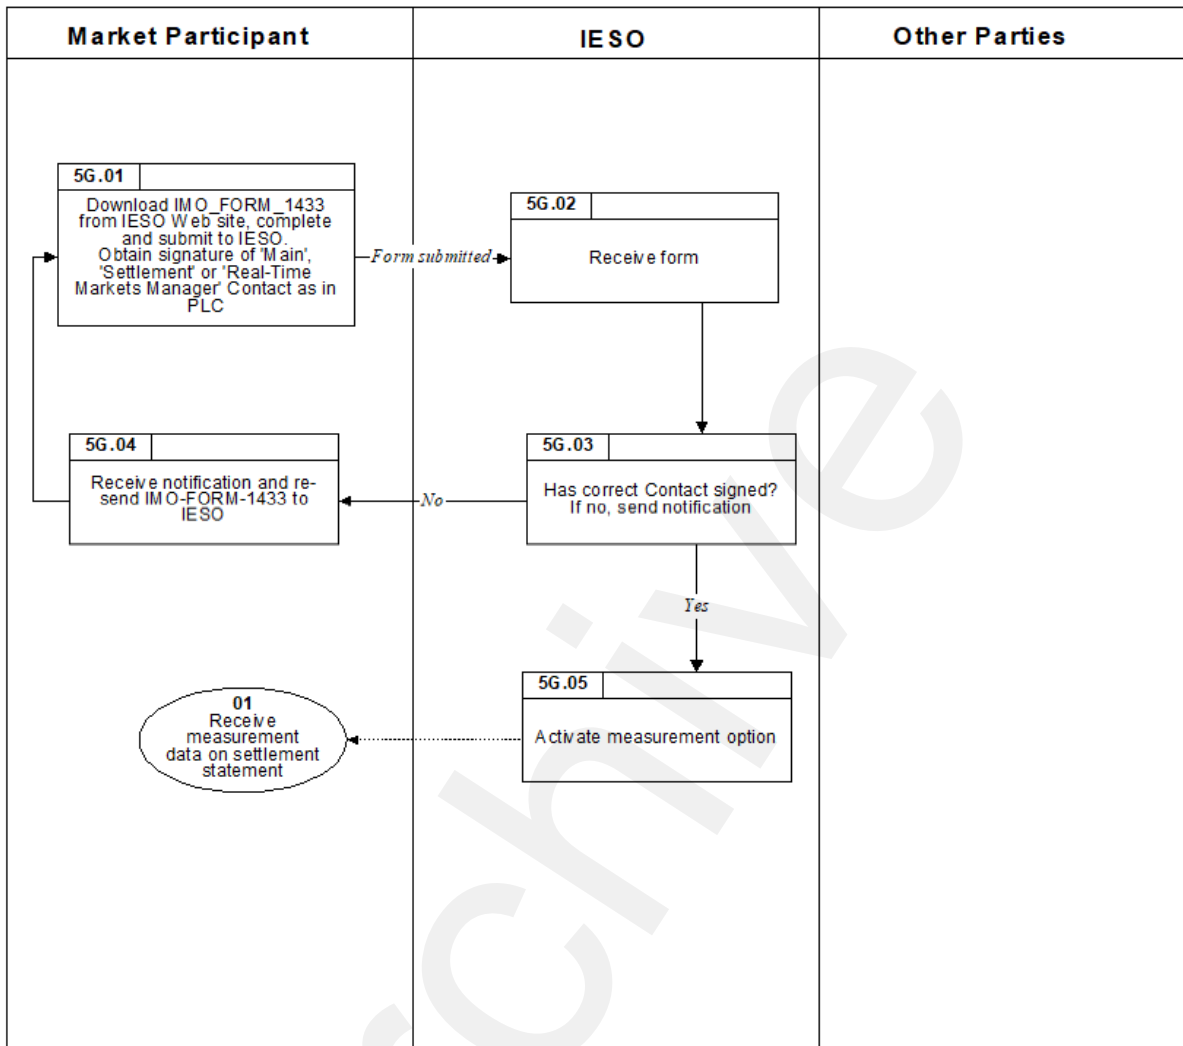 Market Participant
IESO
Other Parties
5G.01
Download IMO_FORM_1433
from IESO Web site, complete
and submit to IESO.
Obtain signature of 'Main',
'Settlement' or 'Real-Time
Markets Manager' Contact as in
PLC
Form submitted
5G.02
Receive form
5G.04
Receive notification and re-
send IMO-FORM-1433 to
IESO
No
5G.03
Has correct Contact signed?
If no, send notification
Yes
01
Receive
measurement
data on settlement
statement
5G.05
Activate measurement option
rchive